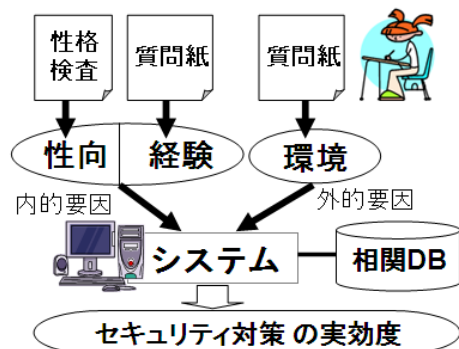 性格
検査
質問紙
質問紙
性向
経験
環境
内的要因
外的要因
システム
相関DB
セキュリティ対策 の実効度